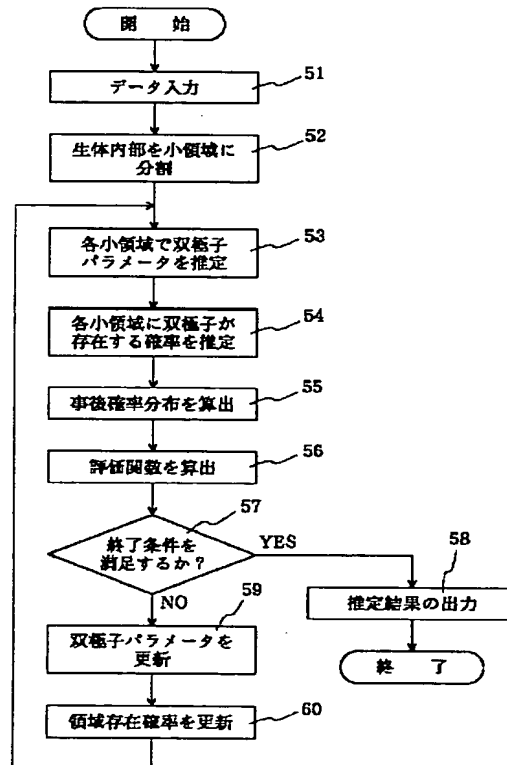 開 始
データ入力
51
生体内部を小領域に
分割
52
各小領域で双極子
パラメータを推定
53
各小領域に双極子が
存在する確率を推定
54
事後確率分布を算出
55
評価関数を算出
56
終了条件を
満足するか？
57
YES
NO
推定結果の出力
58
終 了
双極子パラメータを
更新
59
領域存在確率を更新
60